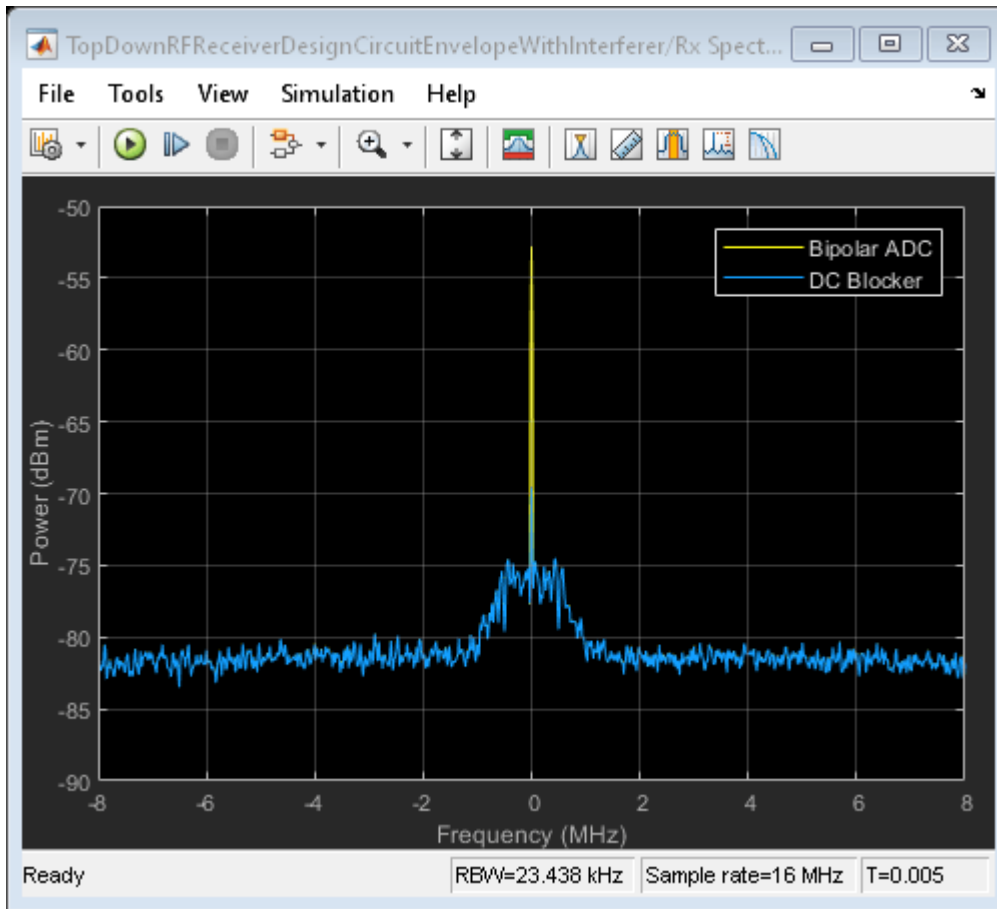 TopDownRFReceiverDesignCircuitEnvelopeWithInterferer/Rx Spect...
File Tools View Simulation Help
-50
-55
-60
-65
-70
-75
-80
-85
-90
Power (dBm)
Bipolar ADC
DC Blocker
-8 -6 -4 -2 0 2 4 6 8
Frequency (MHz)
Ready RBW=23.438 kHz Sample rate=16 MHz T=0.005